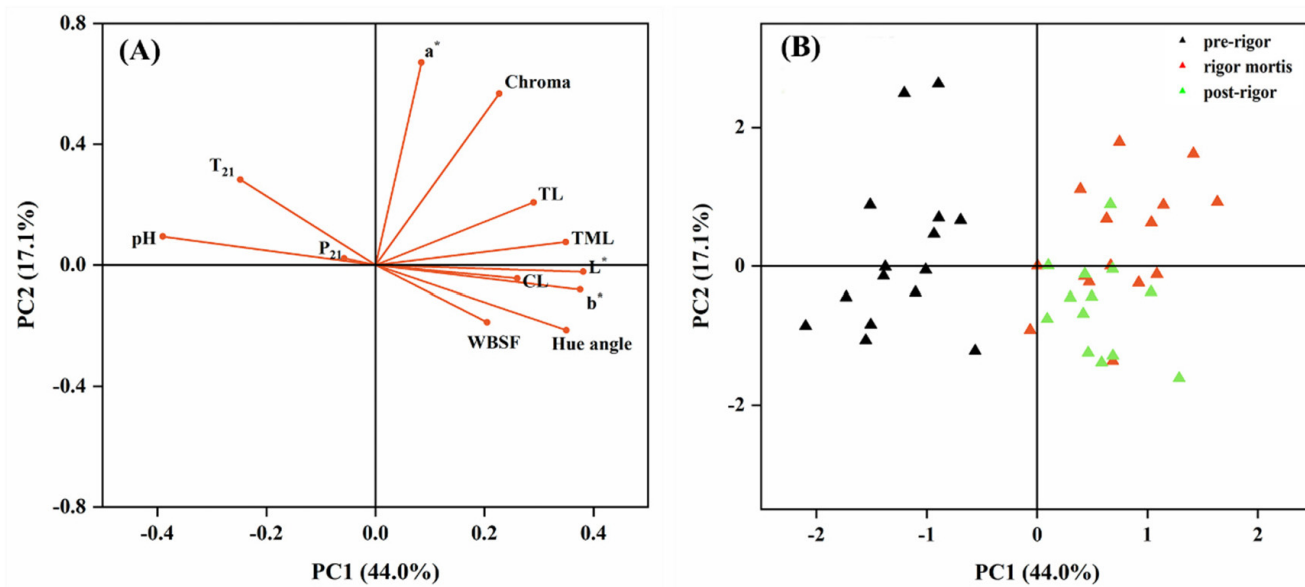 (A)
0.8
0.4
0.0
-0.4
-0.8
PC2 (17.1%)
a*
Chroma
T21
TL
pH
P21
TML
L*
CL
b*
WBSF
Hue angle
-0.4 -0.2 0.0 0.2 0.4
PC1 (44.0%)
(B)
pre-rigor
rigor mortis
post-rigor
2
0
-2
PC2 (17.1%)
-2 -1 0 1 2
PC1 (44.0%)